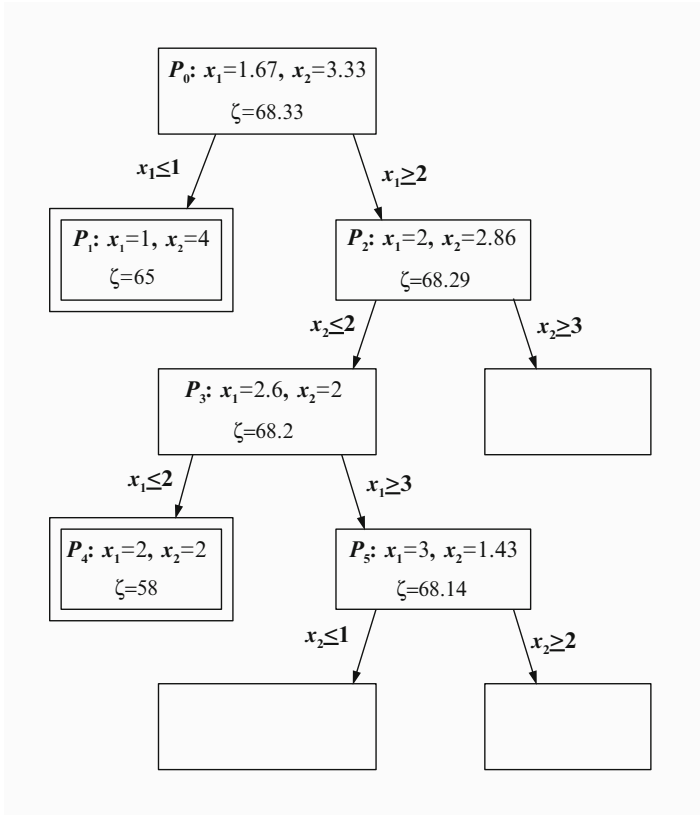 P₀: x₁=1.67, x₂=3.33
ζ=68.33
x₁≤1
x₁≥2
P₁: x₁=1, x₂=4
ζ=65
P₂: x₁=2, x₂=2.86
ζ=68.29
x₂≤2
x₂≥3
P₃: x₁=2.6, x₂=2
ζ=68.2
x₁≤2
x₁≥3
P₄: x₁=2, x₂=2
ζ=58
P₅: x₁=3, x₂=1.43
ζ=68.14
x₂≤1
x₂≥2